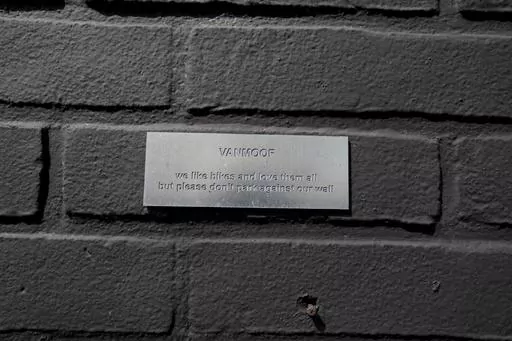 VANMOOF
we like bikes and love them all
but please don't park against our wall